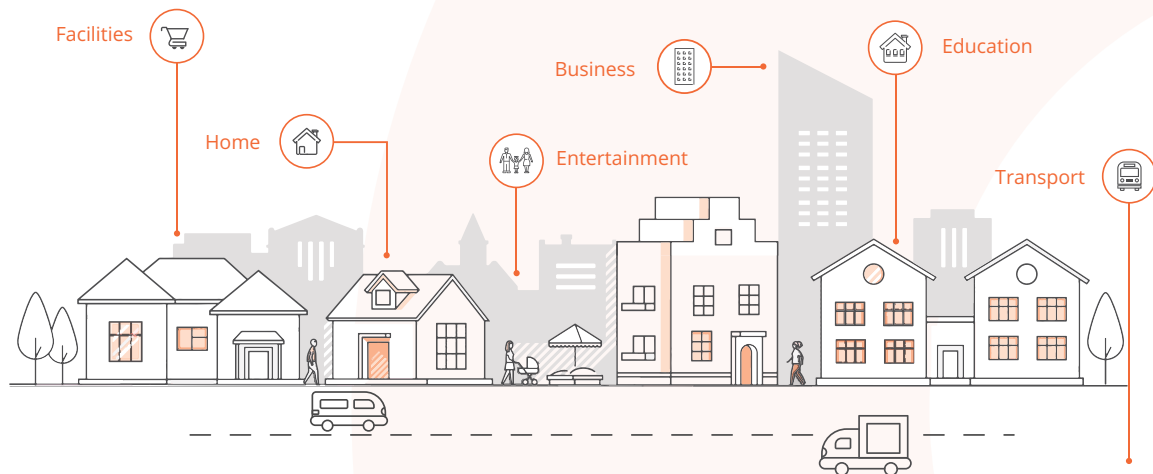 Facilities
Business
Education
Home
Entertainment
Transport